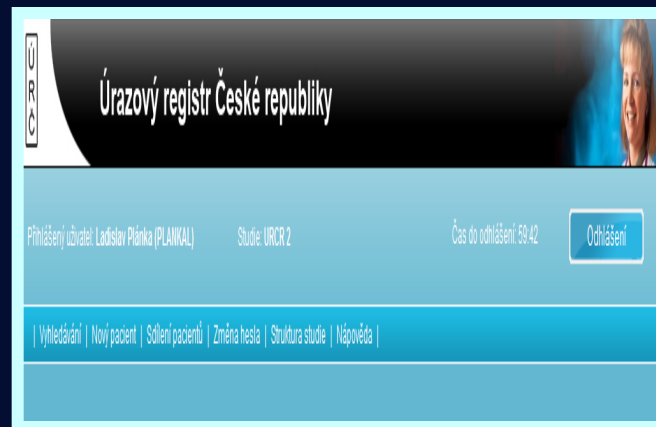 ÚRČ
Úrazový registr České republiky
Přihlášený uživatel: Ladislav Plánka (PLANKAL) Studie: URCR 2 Čas do odhlášení: 59:42 Odhlášení
| Vyhledávání | Nový pacient | Sdílení pacientů | Změna hesla | Struktura studie | Nápověda |